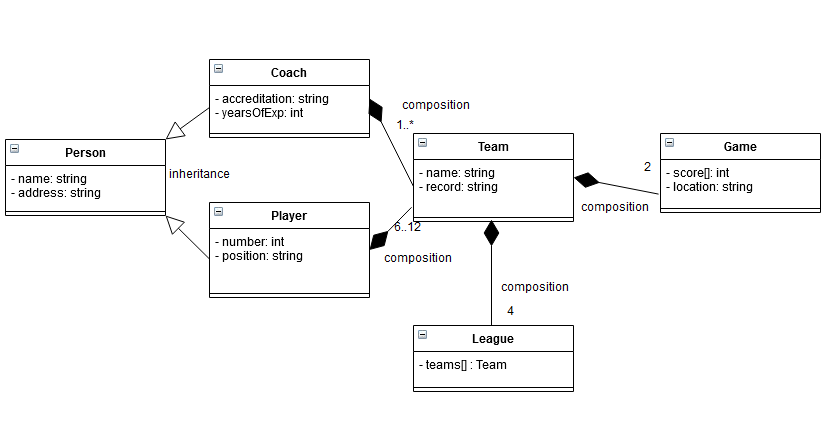 Coach
- accreditation: string
- yearsOfExp: int
composition
1..*
Person
- name: string
- address: string
inheritance
Team
- name: string
- record: string
Game
- score[]: int
- location: string
2
composition
Player
- number: int
- position: string
6..12
composition
composition
4
League
- teams[] : Team